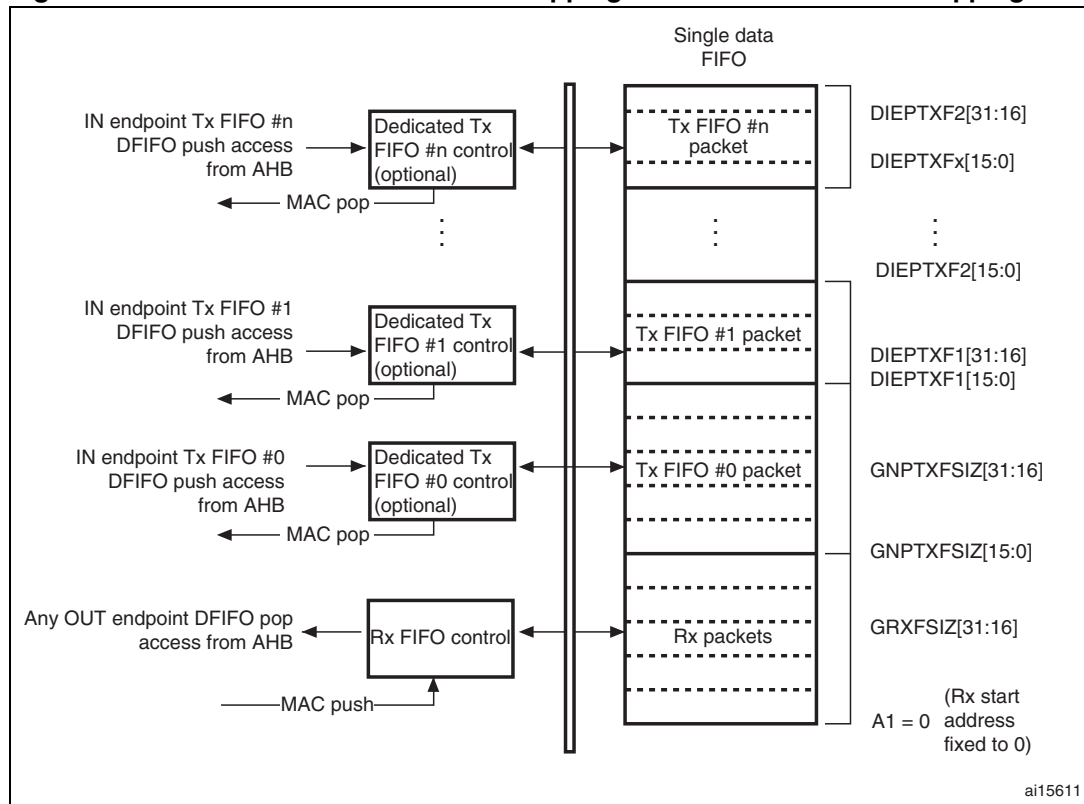 Single data
FIFO
IN endpoint Tx FIFO #n
DFIFO push access
from AHB
Dedicated Tx
FIFO #n control
(optional)
MAC pop
Tx FIFO #n
packet
DIEPTXF2[31:16]
DIEPTXFx[15:0]
DIEPTXF2[15:0]
IN endpoint Tx FIFO #1
DFIFO push access
from AHB
Dedicated Tx
FIFO #1 control
(optional)
MAC pop
Tx FIFO #1 packet
DIEPTXF1[31:16]
DIEPTXF1[15:0]
IN endpoint Tx FIFO #0
DFIFO push access
from AHB
Dedicated Tx
FIFO #0 control
(optional)
MAC pop
Tx FIFO #0 packet
GNPTXFSIZ[31:16]
GNPTXFSIZ[15:0]
Any OUT endpoint DFIFO pop
access from AHB
Rx FIFO control
MAC push
Rx packets
GRXFSIZ[31:16]
A1 = 0
(Rx start
address
fixed to 0)
ai15611